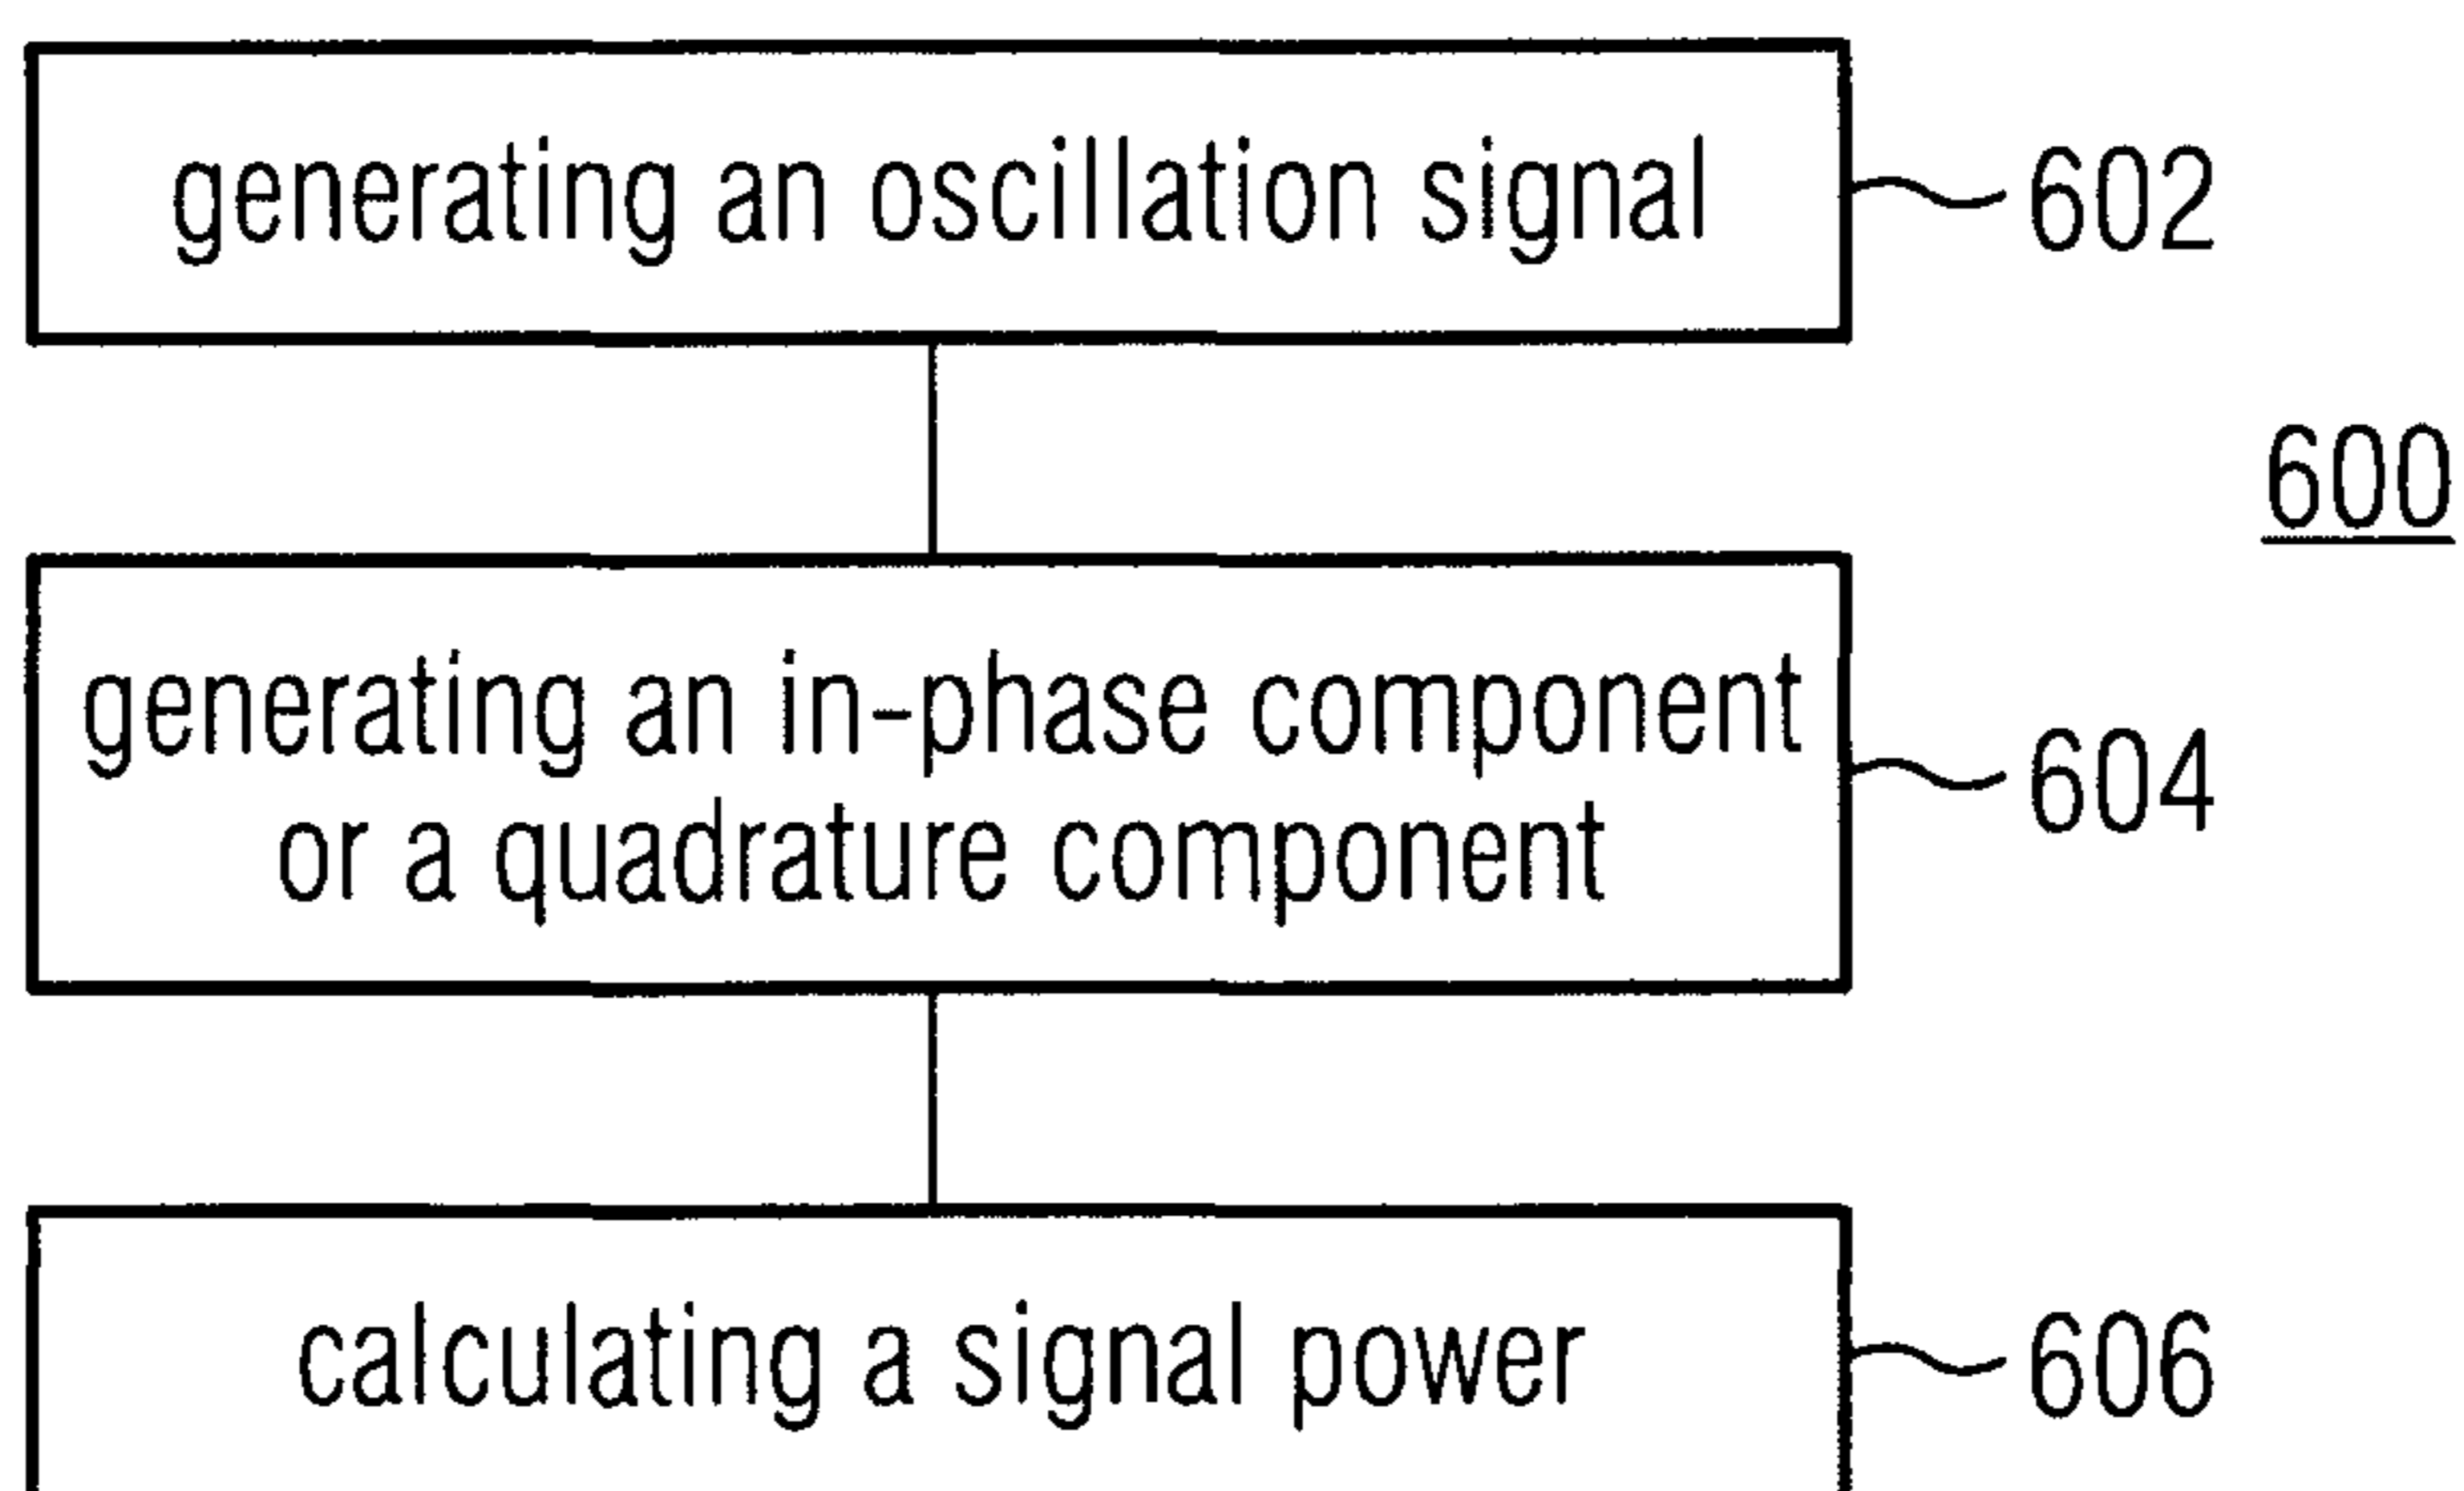 generating an oscillation signal
602
600
generating an in-phase component
or a quadrature component
604
calculating a signal power
606